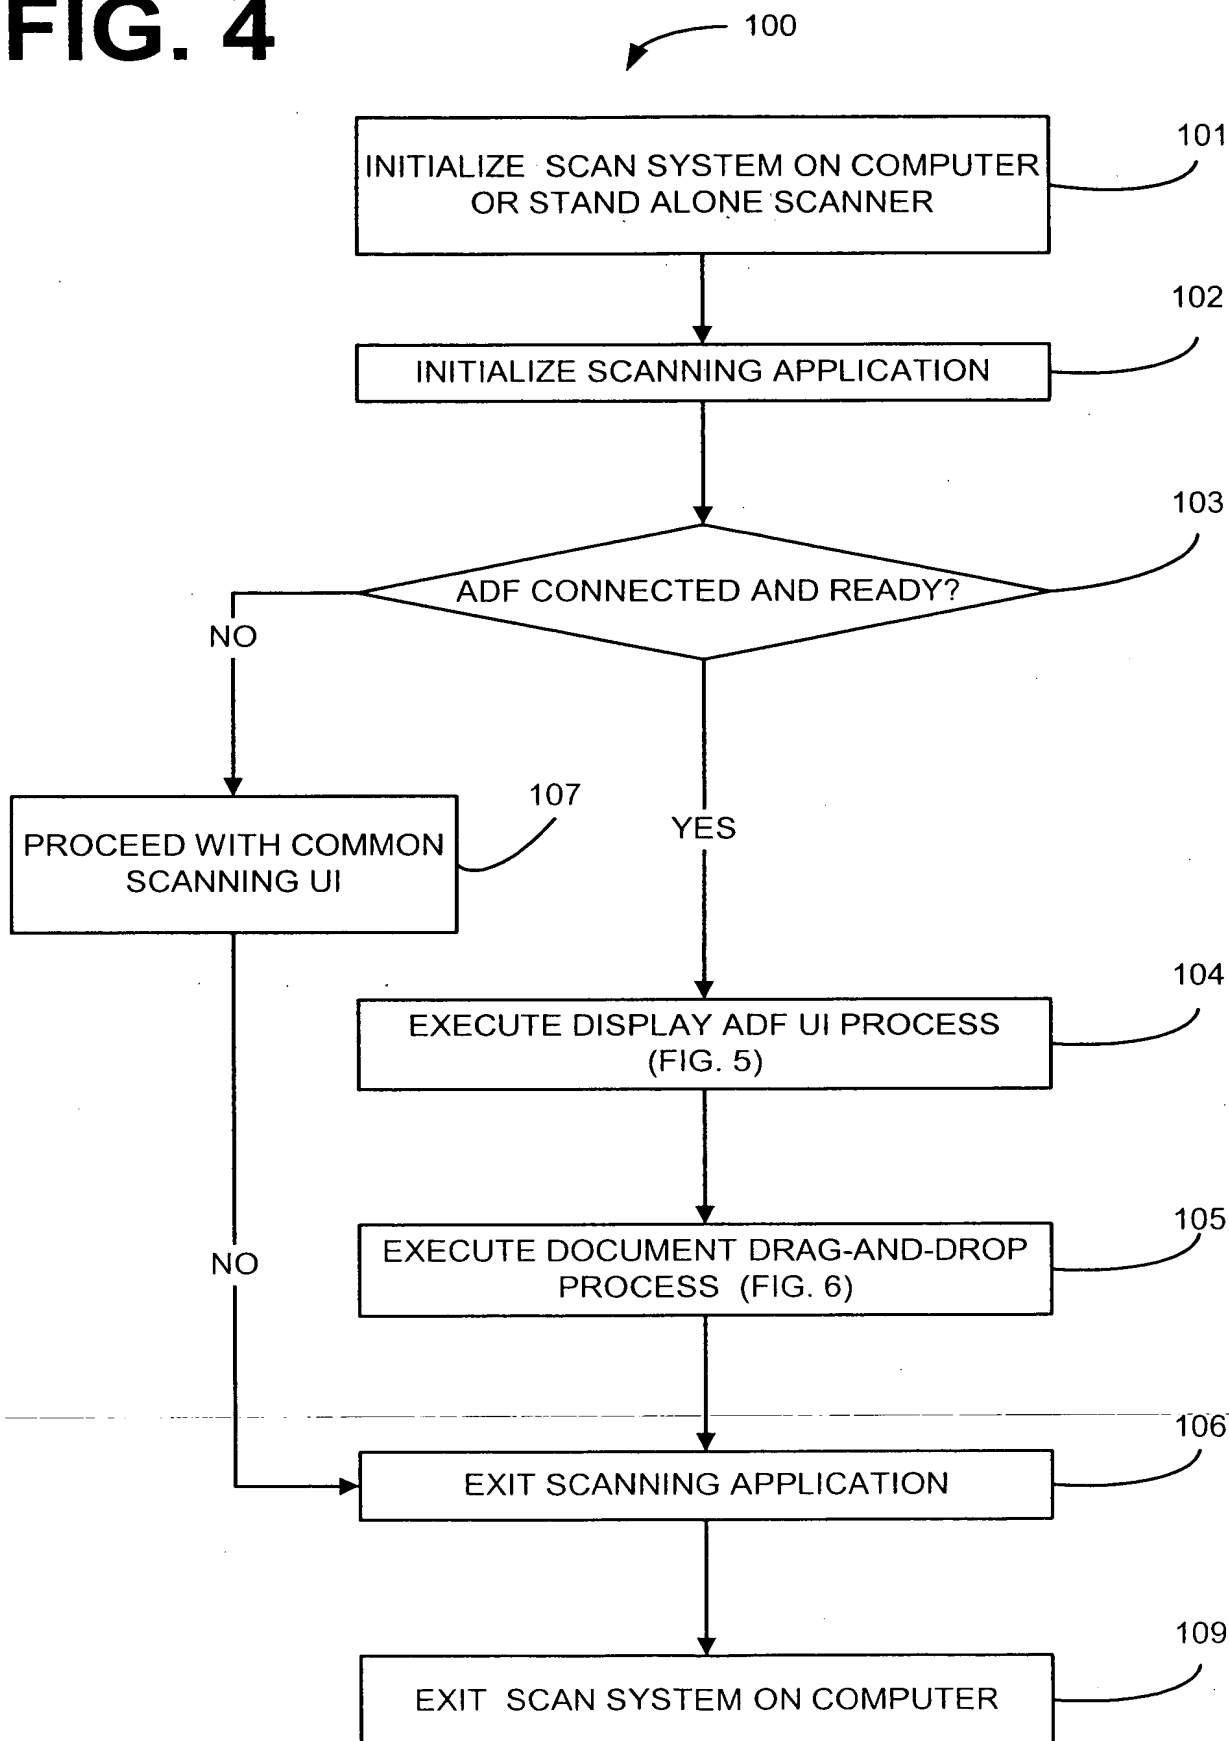 FIG. 4
100
INITIALIZE SCAN SYSTEM ON COMPUTER
OR STAND ALONE SCANNER
101
INITIALIZE SCANNING APPLICATION
102
ADF CONNECTED AND READY?
103
NO
YES
PROCEED WITH COMMON
SCANNING UI
107
EXECUTE DISPLAY ADF UI PROCESS
(FIG. 5)
104
EXECUTE DOCUMENT DRAG-AND-DROP
PROCESS (FIG. 6)
105
NO
EXIT SCANNING APPLICATION
106
EXIT SCAN SYSTEM ON COMPUTER
109